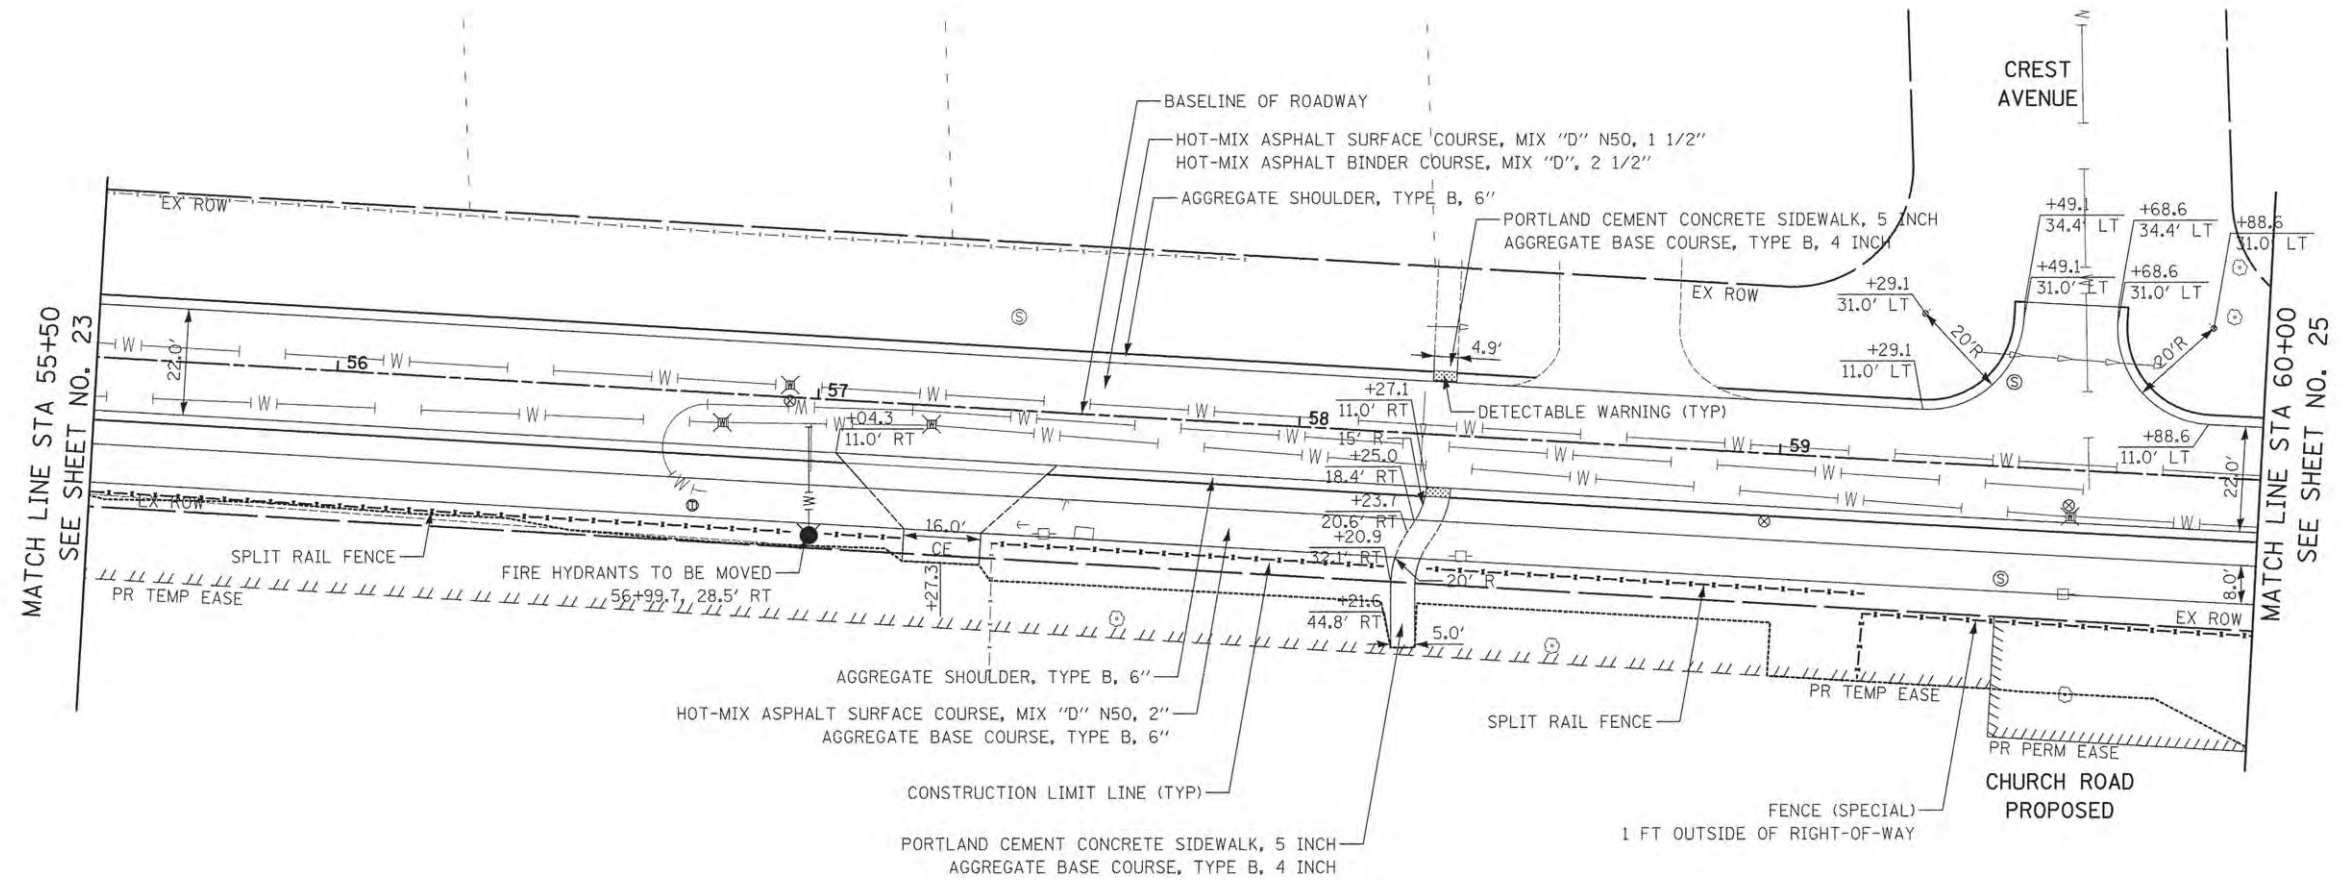 CREST
AVENUE
N
BASELINE OF ROADWAY
HOT-MIX ASPHALT SURFACE COURSE, MIX "D" N50, 1 1/2"
HOT-MIX ASPHALT BINDER COURSE, MIX "D", 2 1/2"
AGGREGATE SHOULDER, TYPE B, 6"
PORTLAND CEMENT CONCRETE SIDEWALK, 5 INCH
AGGREGATE BASE COURSE, TYPE B, 4 INCH
EX ROW
EX ROW
+49.1
34.4' LT
+68.6
34.4' LT
+88.6
31.0' LT
+49.1
31.0' LT
+68.6
31.0' LT
+29.1
31.0' LT
20'R
20'R
+29.1
11.0' LT
+88.6
11.0' LT
MATCH LINE STA 55+50
SEE SHEET NO. 23
MATCH LINE STA 60+00
SEE SHEET NO. 25
22.0'
22.0'
8.0'
56
57
58
59
4.9'
DETECTABLE WARNING (TYP)
+04.3
11.0' RT
+27.1
11.0' RT
15' R
+25.0
18.4' RT
+23.7
20.6' RT
+20.9
32.1' RT
20' R
+21.6
44.8' RT
5.0'
16.0'
CE
+27.3
EX ROW
EX ROW
SPLIT RAIL FENCE
FIRE HYDRANTS TO BE MOVED
56+99.7, 28.5' RT
PR TEMP EASE
AGGREGATE SHOULDER, TYPE B, 6"
HOT-MIX ASPHALT SURFACE COURSE, MIX "D" N50, 2"
AGGREGATE BASE COURSE, TYPE B, 6"
CONSTRUCTION LIMIT LINE (TYP)
PORTLAND CEMENT CONCRETE SIDEWALK, 5 INCH
AGGREGATE BASE COURSE, TYPE B, 4 INCH
SPLIT RAIL FENCE
PR TEMP EASE
PR PERM EASE
CHURCH ROAD
PROPOSED
FENCE (SPECIAL)
1 FT OUTSIDE OF RIGHT-OF-WAY